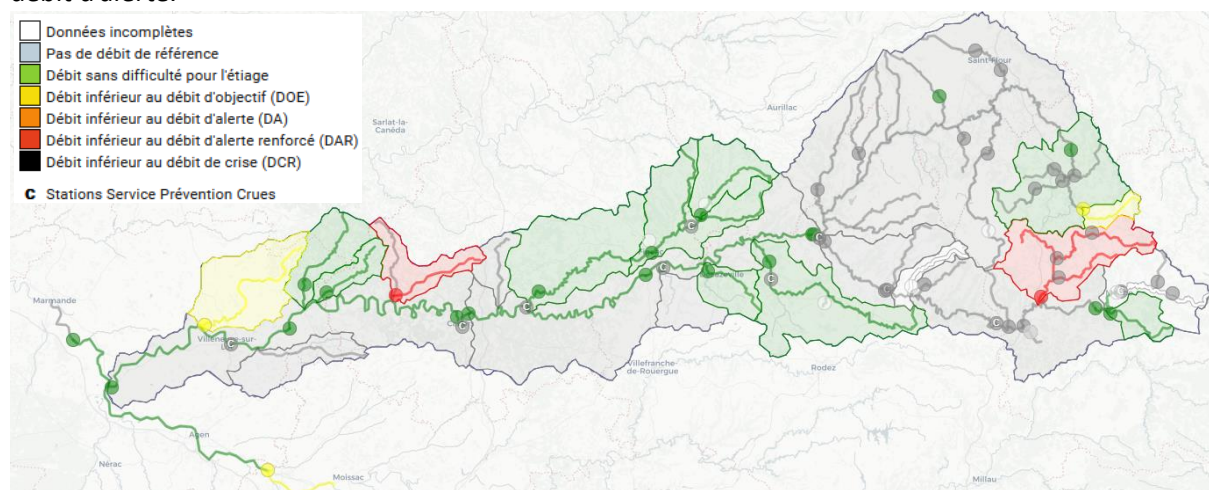 débit d'alerte.
Données incomplètes
Pas de débit de référence
Débit sans difficulté pour l'étiage
Débit inférieur au débit d'objectif (DOE)
Débit inférieur au débit d'alerte (DA)
Débit inférieur au débit d'alerte renforcé (DAR)
Débit inférieur au débit de crise (DCR)
C Stations Service Prévention Crues
Saint-Flour
Aurillac
Sarlat-la-
Canéda
Marmande
Villeneuve-sur-
Villefranche-
de-Rouergue
Rodez
Agen
Nérac
Moissac
Millau
C
C
C
C
C
C
C
C
C